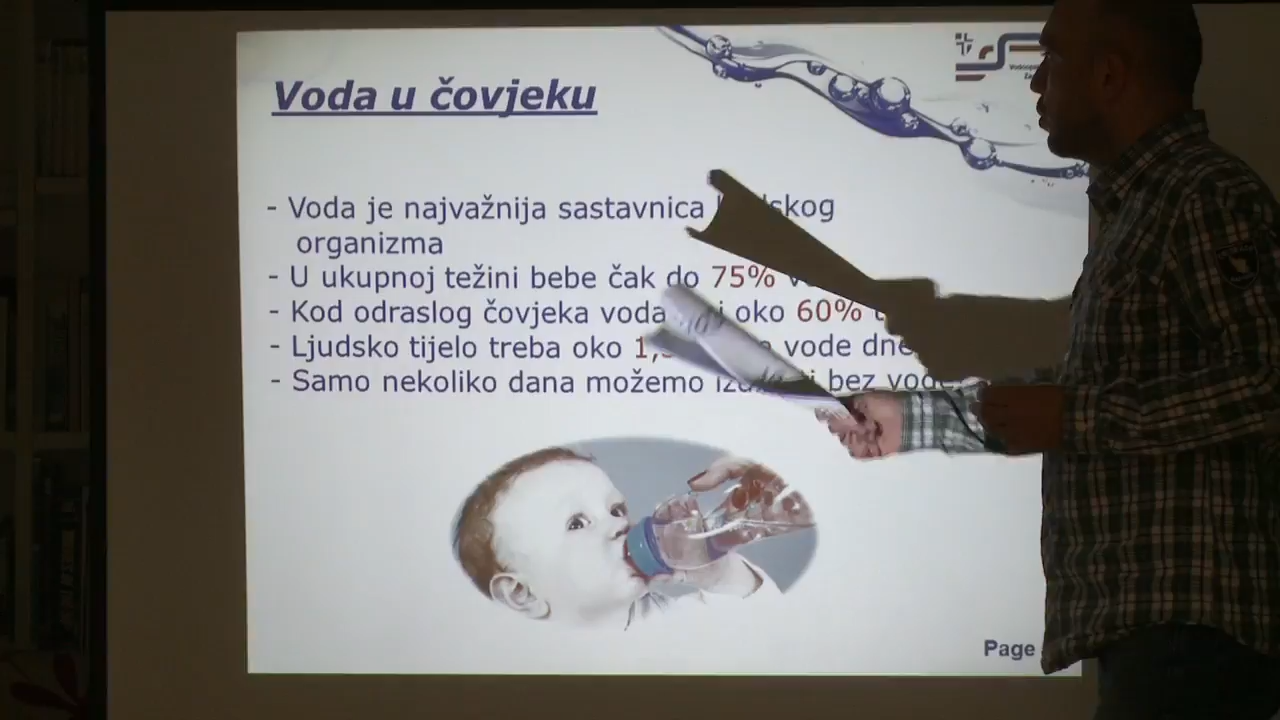 Voda u čovjeku
- Voda je najvažnija sastavnica
organizma
- U ukupnoj težini bebe čak do 75%
- Kod odraslog čovjeka voda oko 60%
- Ljudsko tijelo treba oko vode
- Samo nekoliko dana možemo bez vode
Page